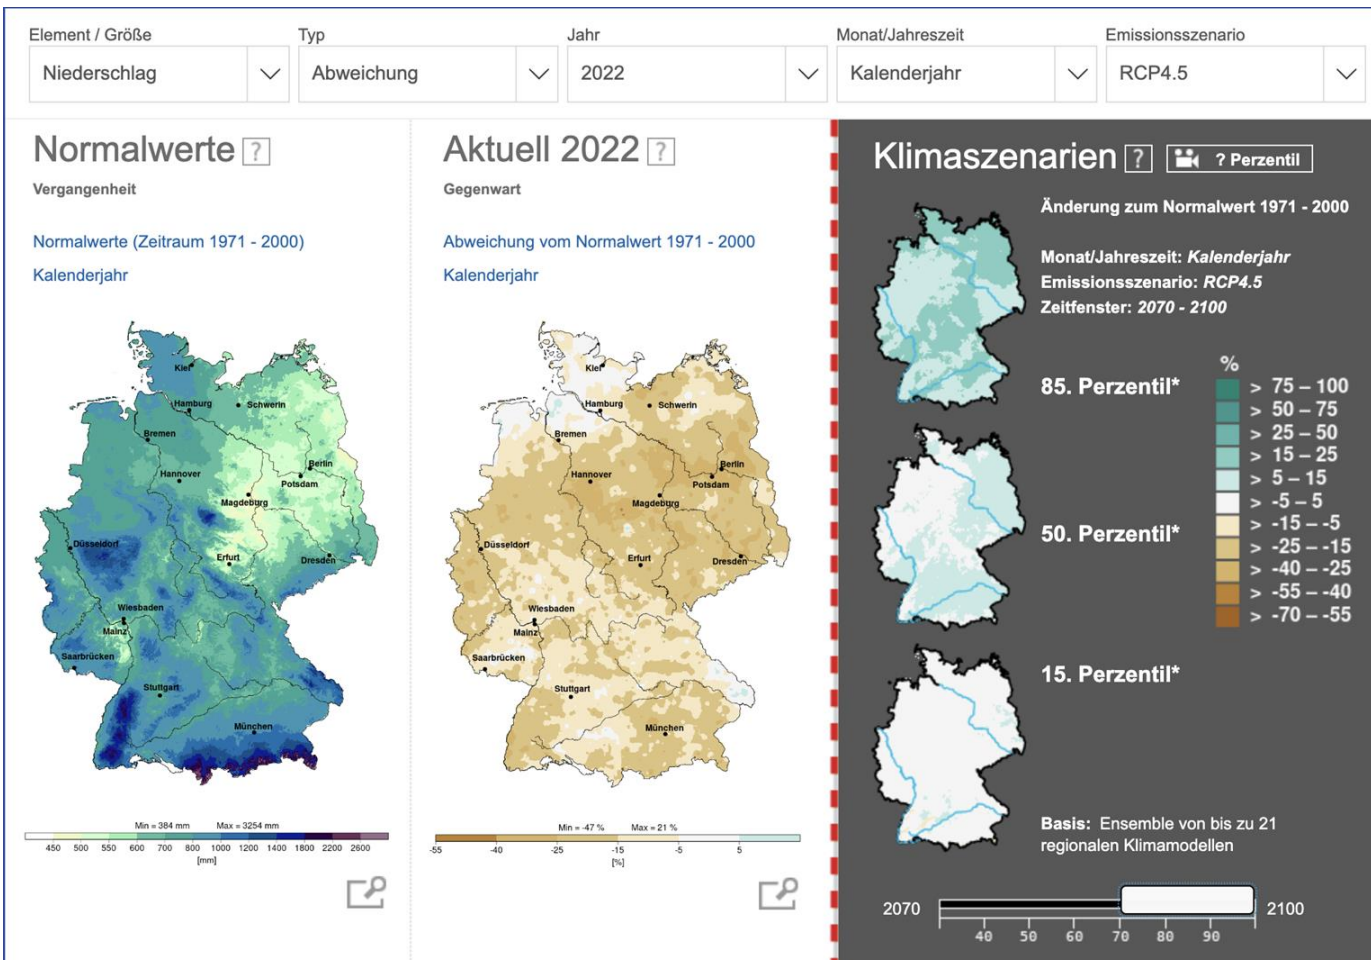 Element / Größe
Typ
Jahr
Monat/Jahreszeit
Emissionsszenario
Niederschlag
Abweichung
2022
Kalenderjahr
RCP4.5
Normalwerte ?
Vergangenheit
Normalwerte (Zeitraum 1971 - 2000)
Kalenderjahr
Kiel
Hamburg
Schwerin
Bremen
Hannover
Berlin
Potsdam
Magdeburg
Düsseldorf
Erfurt
Dresden
Wiesbaden
Mainz
Saarbrücken
Stuttgart
München
Min = 384 mm Max = 3254 mm
450 500 550 600 700 800 1000 1200 1400 1800 2200 2600
[mm]
Aktuell 2022 ?
Gegenwart
Abweichung vom Normalwert 1971 - 2000
Kalenderjahr
Kiel
Hamburg
Schwerin
Bremen
Hannover
Berlin
Potsdam
Magdeburg
Düsseldorf
Erfurt
Dresden
Wiesbaden
Mainz
Saarbrücken
Stuttgart
München
Min = -47 % Max = 21 %
-55 -40 -25 -15 -5 5
[%]
Klimaszenarien ? ? Perzentil
Änderung zum Normalwert 1971 - 2000
Monat/Jahreszeit: Kalenderjahr
Emissionsszenario: RCP4.5
Zeitfenster: 2070 - 2100
85. Perzentil*
50. Perzentil*
15. Perzentil*
%
> 75 – 100
> 50 – 75
> 25 – 50
> 15 – 25
> 5 – 15
> -5 – 5
> -15 – -5
> -25 – -15
> -40 – -25
> -55 – -40
> -70 – -55
Basis: Ensemble von bis zu 21
regionalen Klimamodellen
2070 2100
40 50 60 70 80 90